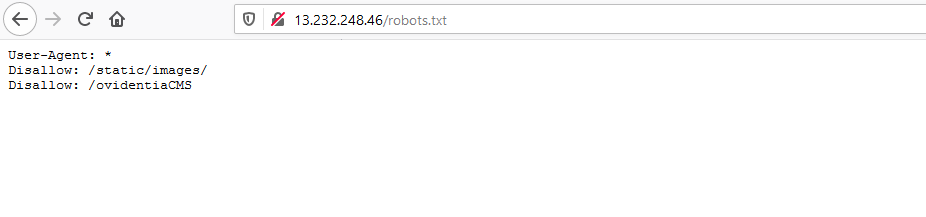 13.232.248.46/robots.txt
User-Agent: *
Disallow: /static/images/
Disallow: /ovidentiaCMS